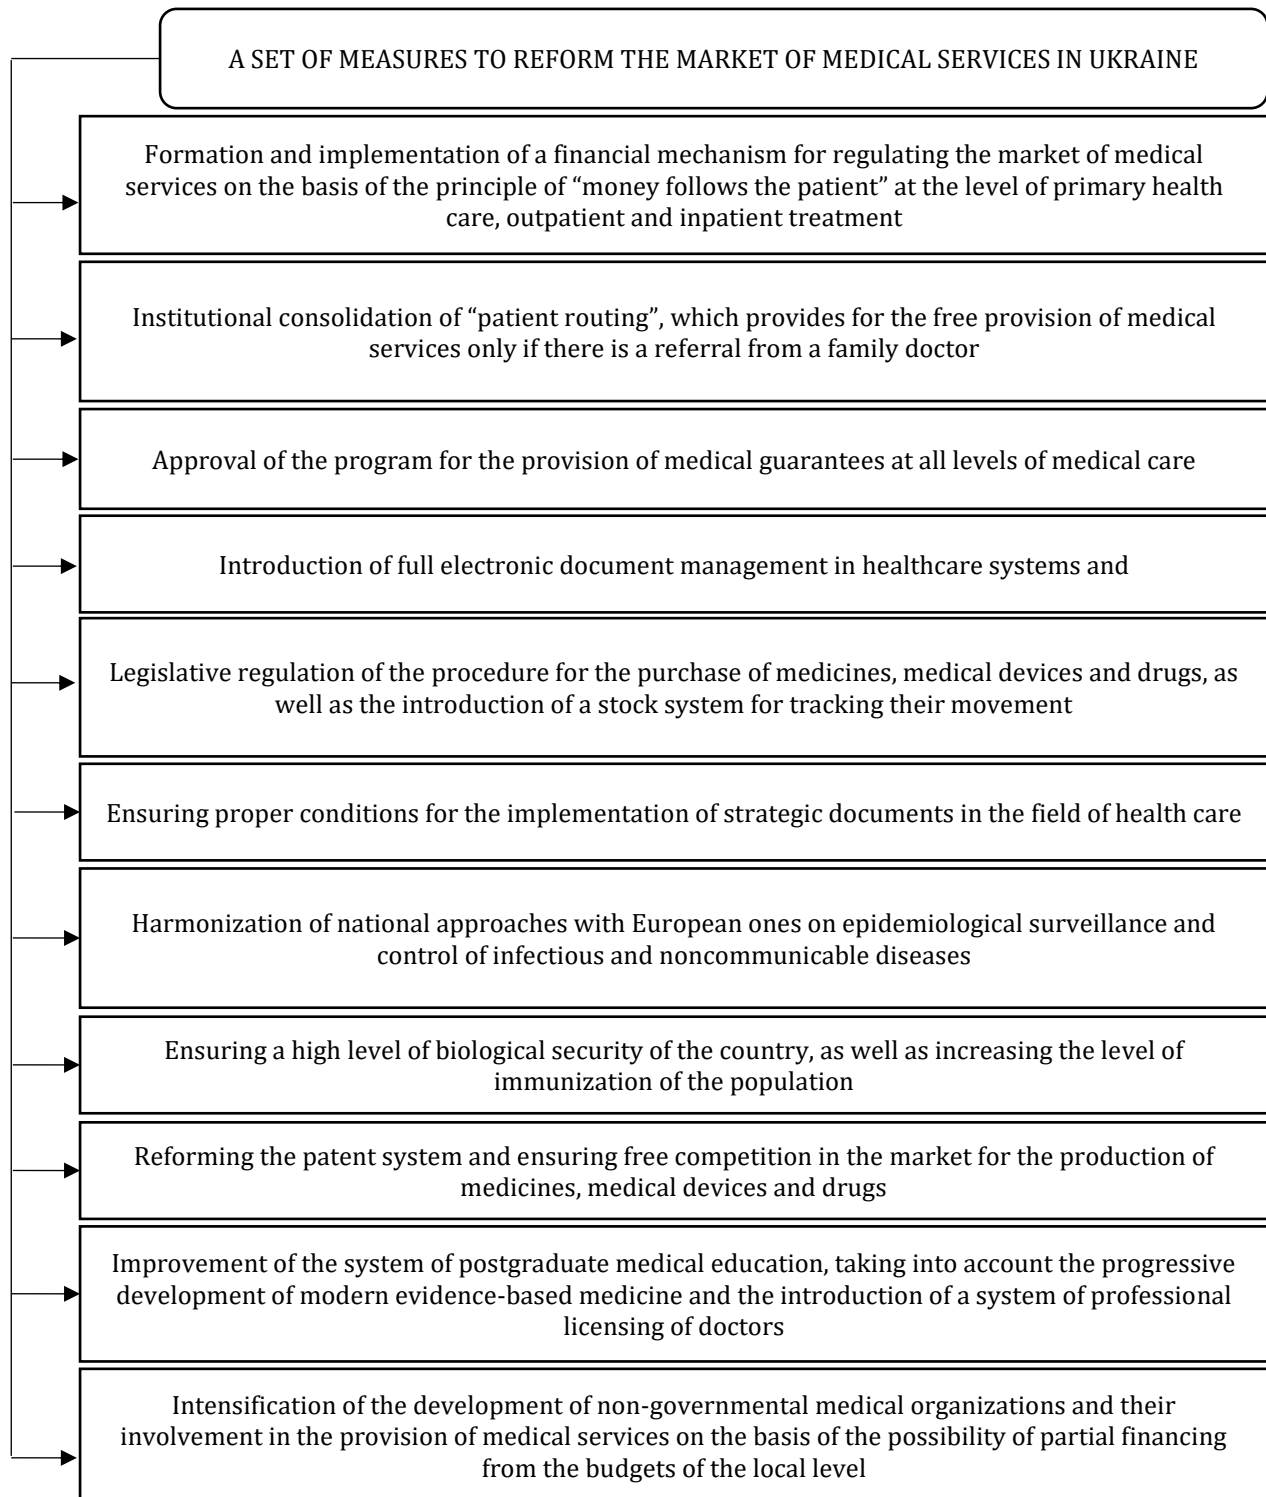 A SET OF MEASURES TO REFORM THE MARKET OF MEDICAL SERVICES IN UKRAINE
Formation and implementation of a financial mechanism for regulating the market of medical
services on the basis of the principle of “money follows the patient” at the level of primary health
care, outpatient and inpatient treatment
Institutional consolidation of “patient routing”, which provides for the free provision of medical
services only if there is a referral from a family doctor
Approval of the program for the provision of medical guarantees at all levels of medical care
Introduction of full electronic document management in healthcare systems and
Legislative regulation of the procedure for the purchase of medicines, medical devices and drugs, as
well as the introduction of a stock system for tracking their movement
Ensuring proper conditions for the implementation of strategic documents in the field of health care
Harmonization of national approaches with European ones on epidemiological surveillance and
control of infectious and noncommunicable diseases
Ensuring a high level of biological security of the country, as well as increasing the level of
immunization of the population
Reforming the patent system and ensuring free competition in the market for the production of
medicines, medical devices and drugs
Improvement of the system of postgraduate medical education, taking into account the progressive
development of modern evidence-based medicine and the introduction of a system of professional
licensing of doctors
Intensification of the development of non-governmental medical organizations and their
involvement in the provision of medical services on the basis of the possibility of partial financing
from the budgets of the local level